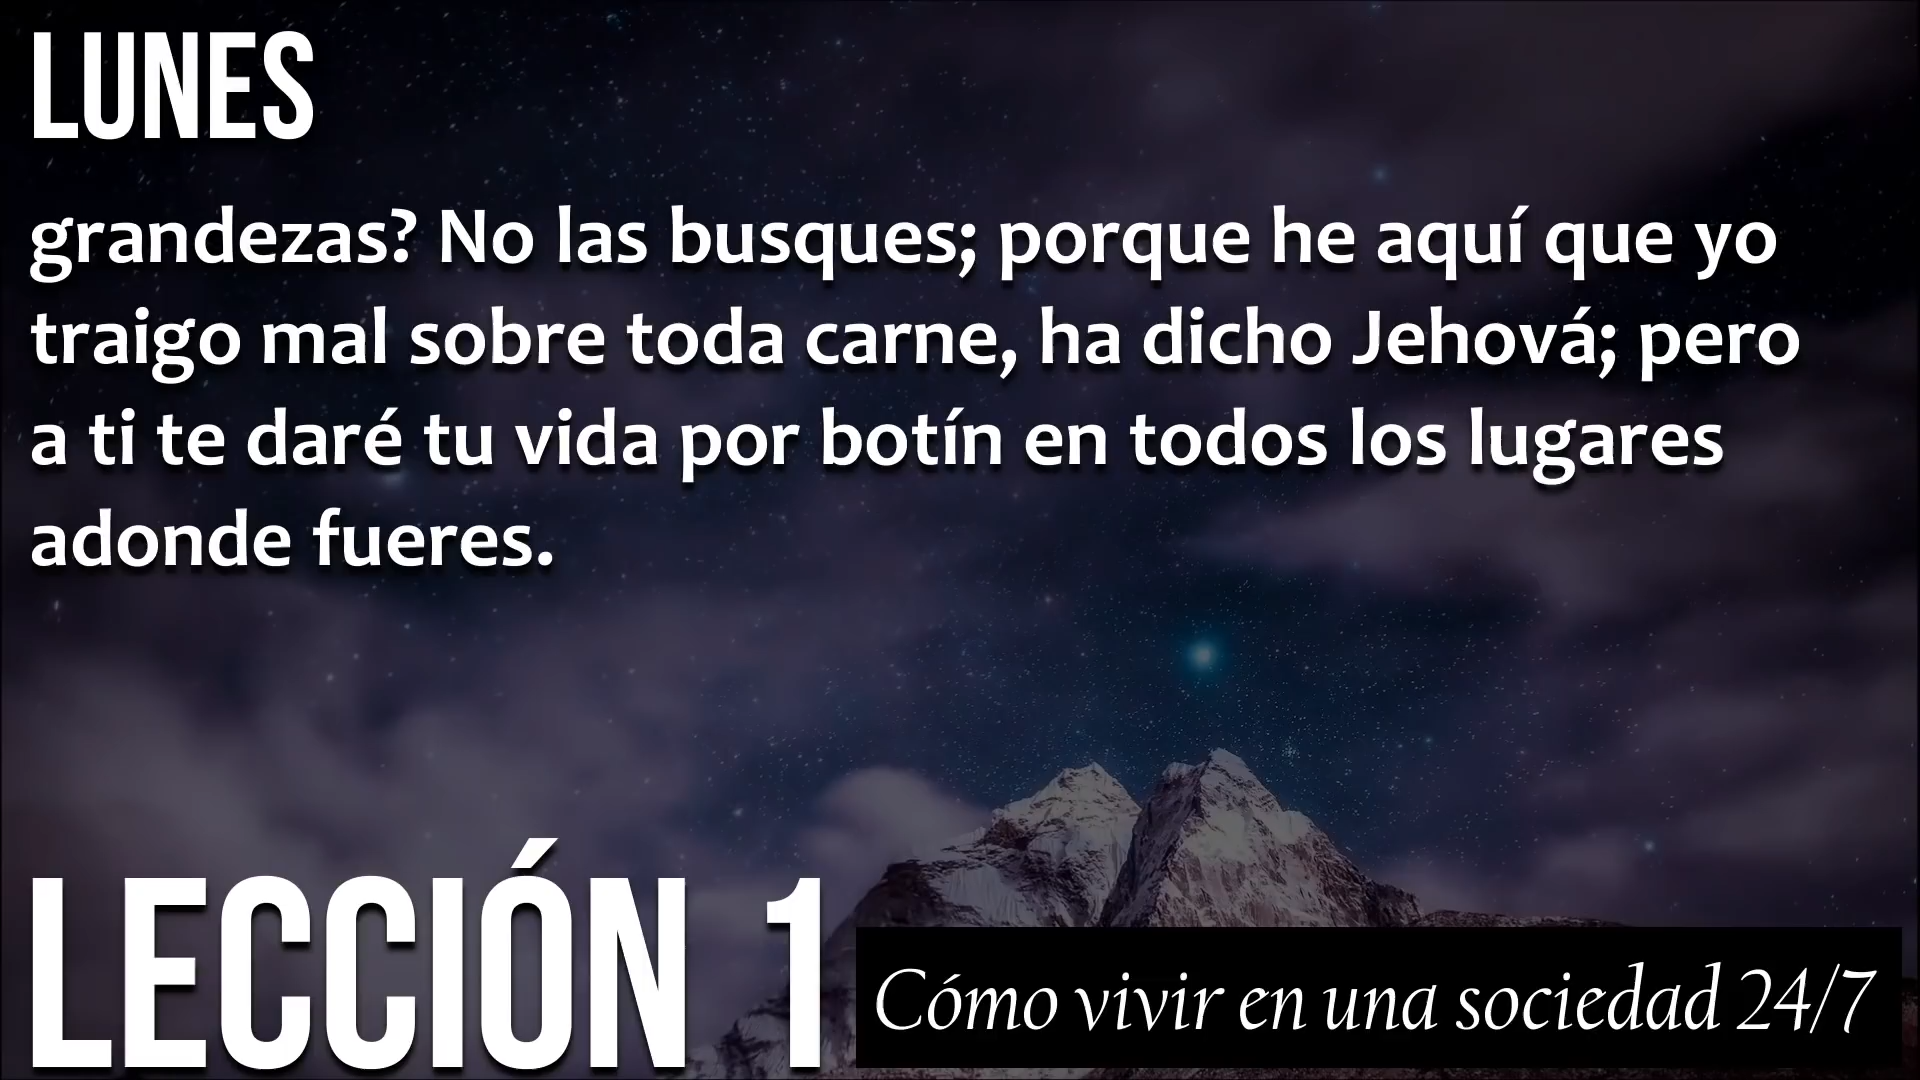 LUNES
grandezas? No las busques; porque he aquí que yo
traigo mal sobre toda carne, ha dicho Jehová; pero
a ti te daré tu vida por botín en todos los lugares
adonde fueres.
LECCIÓN 1
Cómo vivir en una sociedad 24/7